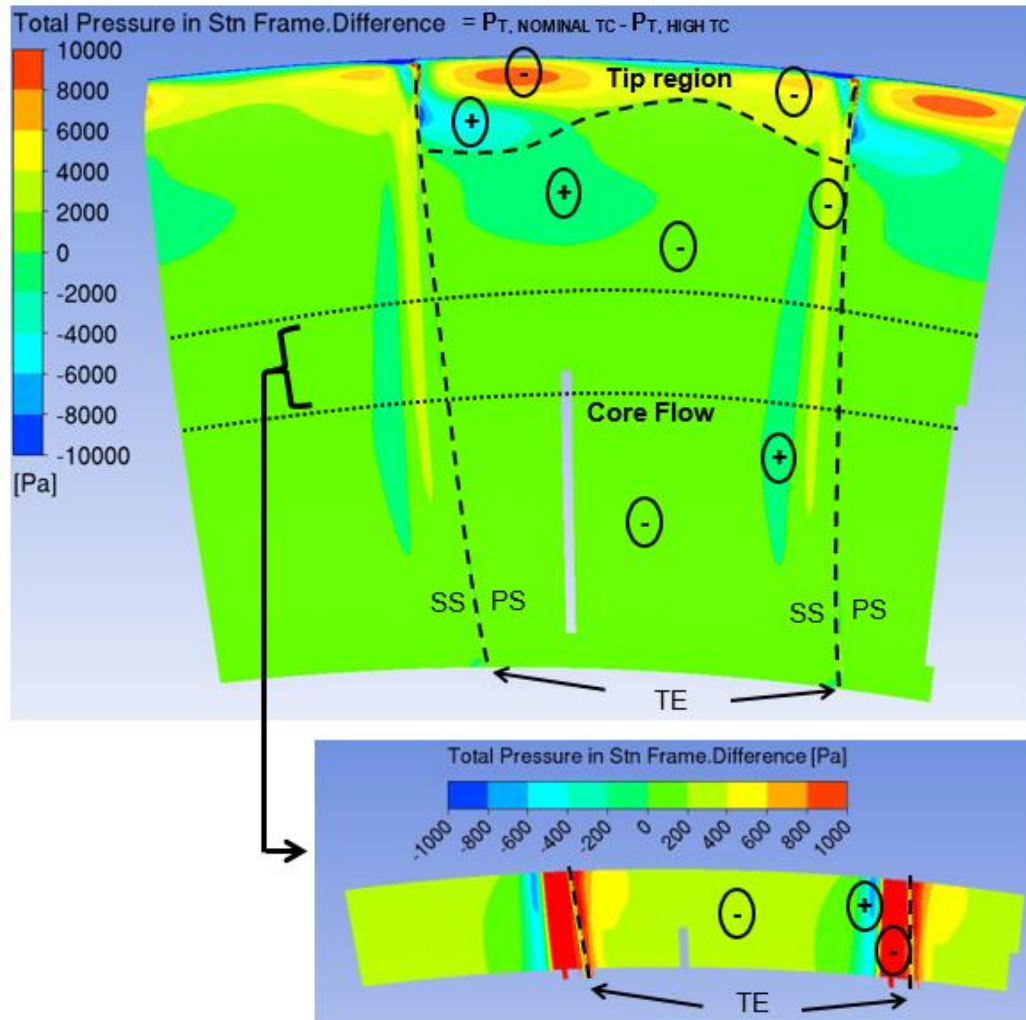 Total Pressure in Stn Frame.Difference = PT, NOMINAL TC - PT, HIGH TC
10000
8000
6000
4000
2000
0
-2000
-4000
-6000
-8000
-10000
[Pa]
- Tip region -
+
+ -
-
Core Flow
+
-
SS PS SS PS
TE
Total Pressure in Stn Frame.Difference [Pa]
-1000 -800 -600 -400 -200 0 200 400 600 800 1000
- + -
TE